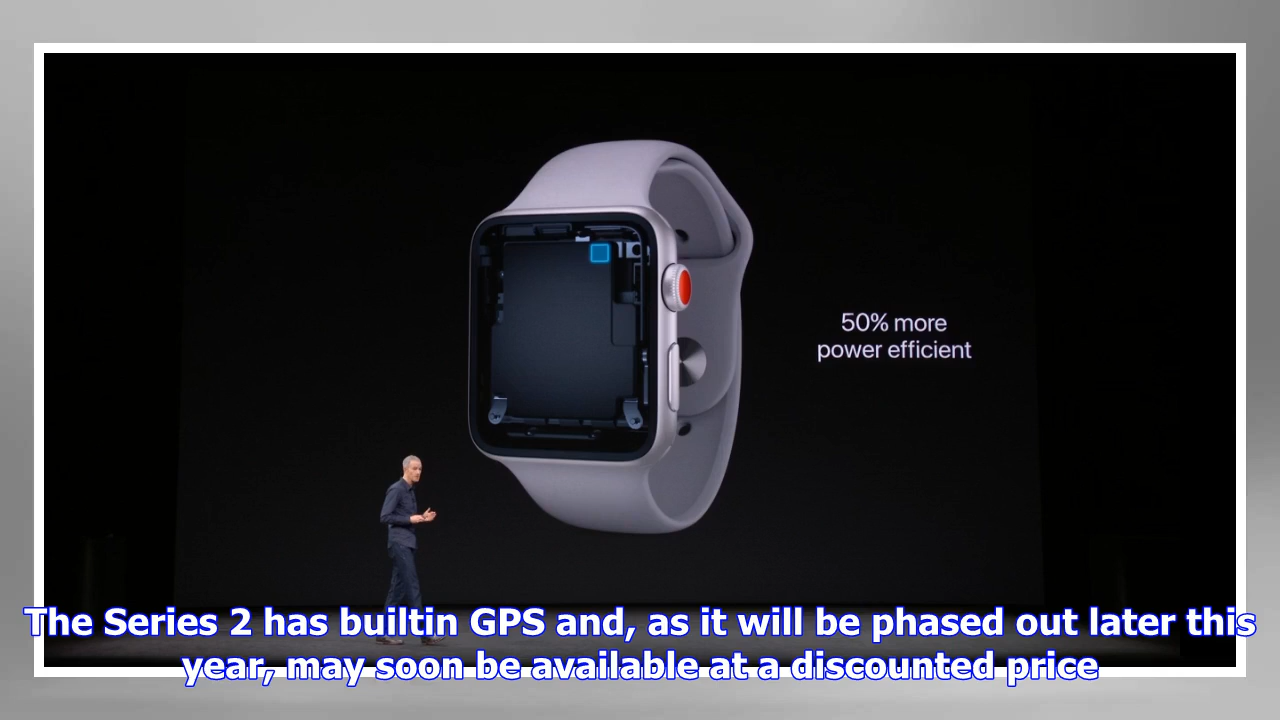 50% more
power efficient
The Series 2 has builtin GPS and, as it will be phased out later this
year, may soon be available at a discounted price